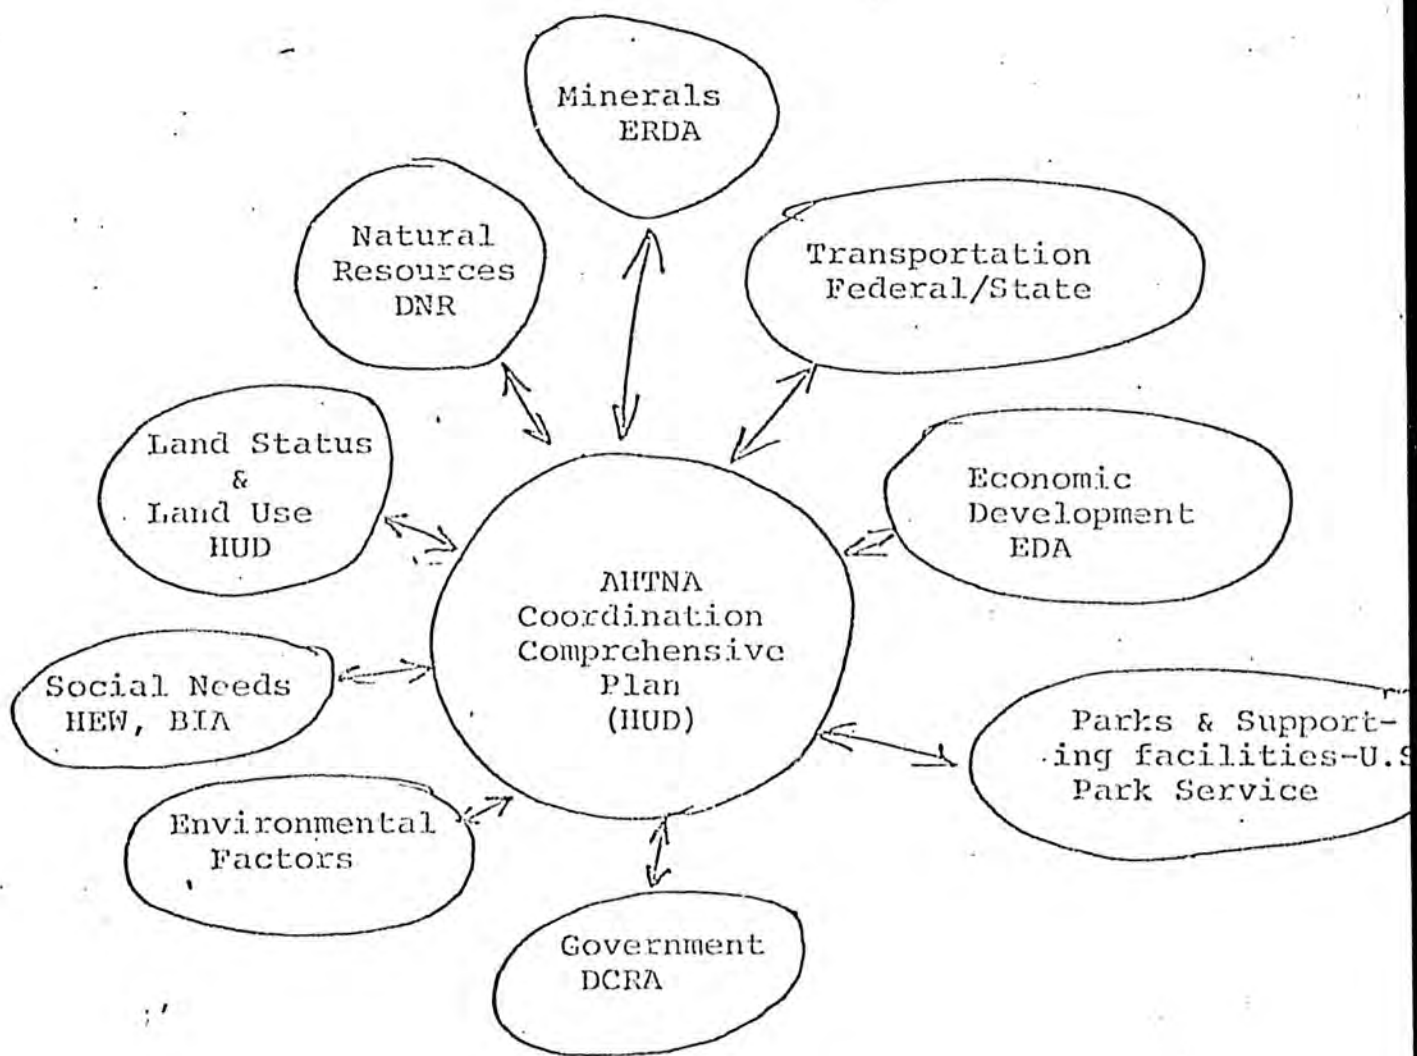 Minerals
ERDA
Natural
Resources
DNR
Transportation
Federal/State
Land Status
&
Land Use
HUD
Economic
Development
EDA
AHTNA
Coordination
Comprehensive
Plan
(HUD)
Social Needs
HEW, BIA
Parks & Support-
ing facilities-U.S
Park Service
Environmental
Factors
Government
DCRA